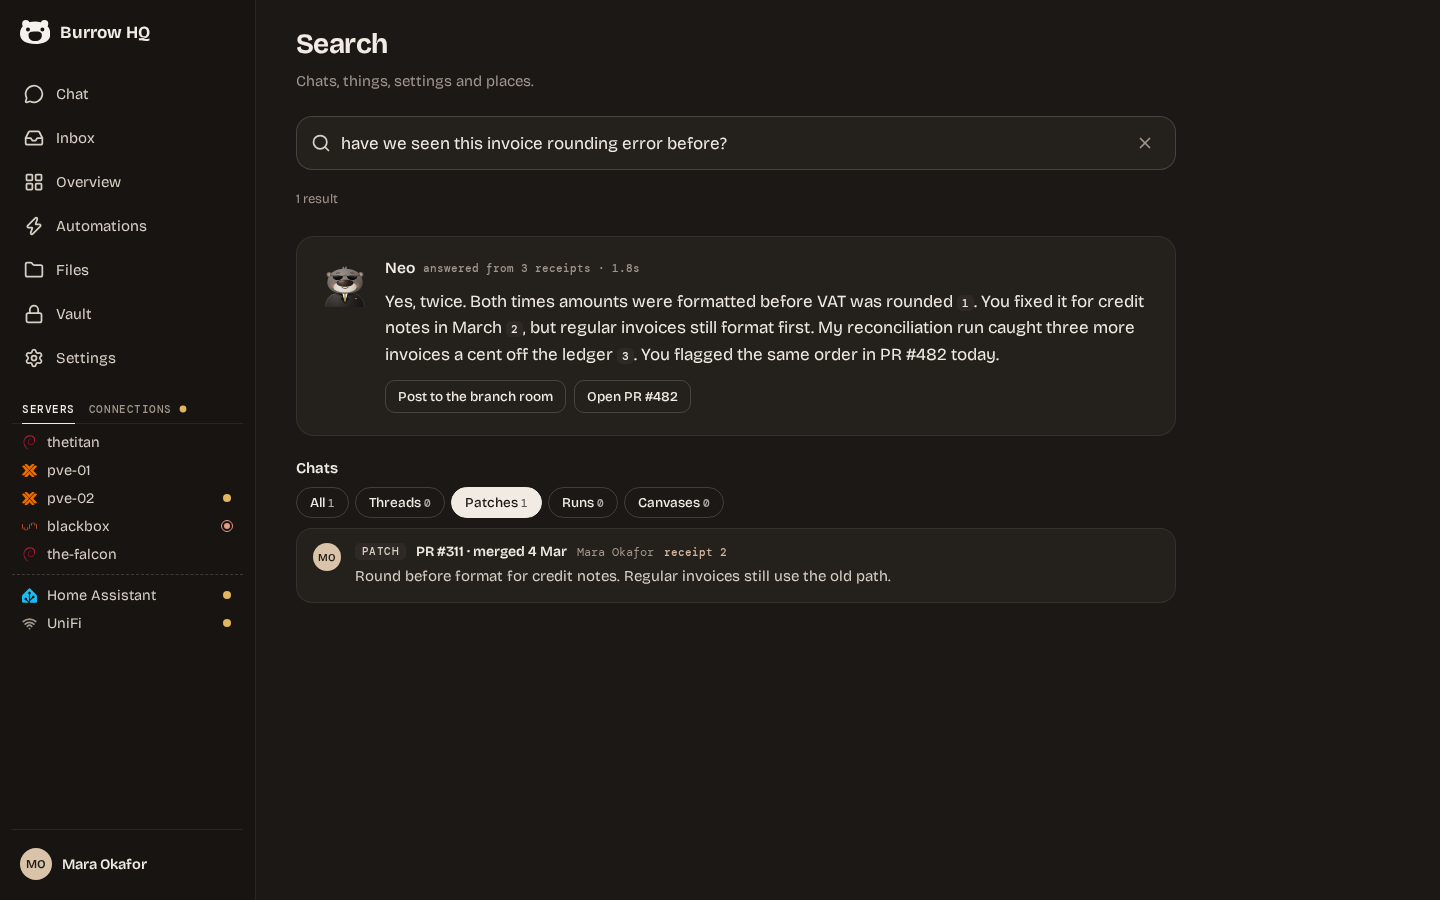 Burrow HQ
Chat
Inbox
Overview
Automations
Files
Vault
Settings
SERVERS CONNECTIONS
thetitan
pve-01
pve-02
blackbox
the-falcon
Home Assistant
UniFi
MO Mara Okafor
Search
Chats, things, settings and places.
have we seen this invoice rounding error before?
1 result
Neo answered from 3 receipts · 1.8s
Yes, twice. Both times amounts were formatted before VAT was rounded 1. You fixed it for credit
notes in March 2, but regular invoices still format first. My reconciliation run caught three more
invoices a cent off the ledger 3. You flagged the same order in PR #482 today.
Post to the branch room Open PR #482
Chats
All 1 Threads 0 Patches 1 Runs 0 Canvases 0
MO PATCH PR #311 · merged 4 Mar Mara Okafor receipt 2
Round before format for credit notes. Regular invoices still use the old path.